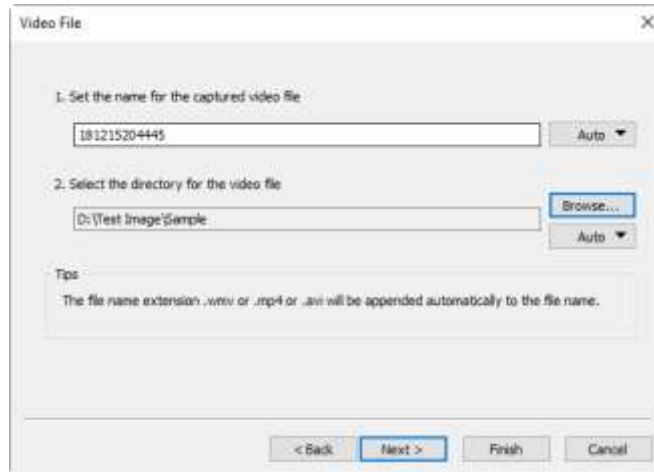 Video File
1. Set the name for the captured video file
181215204445
Auto
2. Select the directory for the video file
Browse...
D:\Test Image\Sample
Auto
Tips
The file name extension .wmv or .mp4 or .avi will be appended automatically to the file name.
< Back
Next >
Finish
Cancel